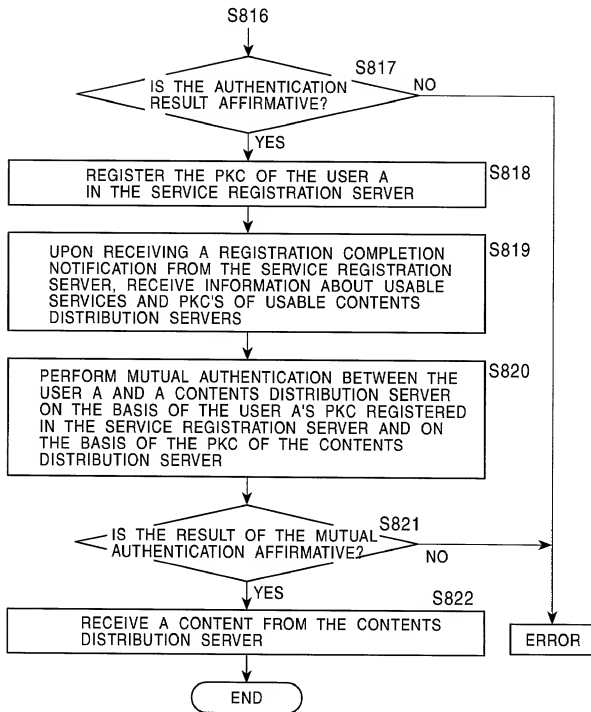 S816
S817
IS THE AUTHENTICATION
RESULT AFFIRMATIVE?
NO
YES
REGISTER THE PKC OF THE USER A
IN THE SERVICE REGISTRATION SERVER
S818
UPON RECEIVING A REGISTRATION COMPLETION
NOTIFICATION FROM THE SERVICE REGISTRATION
SERVER, RECEIVE INFORMATION ABOUT USABLE
SERVICES AND PKC'S OF USABLE CONTENTS
DISTRIBUTION SERVERS
S819
PERFORM MUTUAL AUTHENTICATION BETWEEN THE
USER A AND A CONTENTS DISTRIBUTION SERVER
ON THE BASIS OF THE USER A'S PKC REGISTERED
IN THE SERVICE REGISTRATION SERVER AND ON
THE BASIS OF THE PKC OF THE CONTENTS
DISTRIBUTION SERVER
S820
S821
IS THE RESULT OF THE MUTUAL
AUTHENTICATION AFFIRMATIVE?
NO
YES
S822
RECEIVE A CONTENT FROM THE CONTENTS
DISTRIBUTION SERVER
ERROR
END